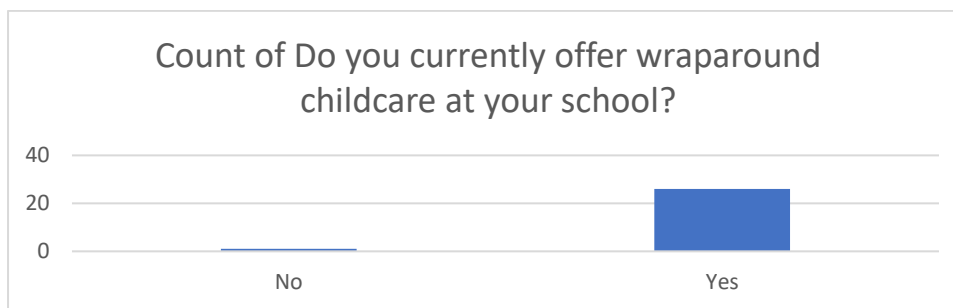 Count of Do you currently offer wraparound
childcare at your school?
40
20
0
No
Yes